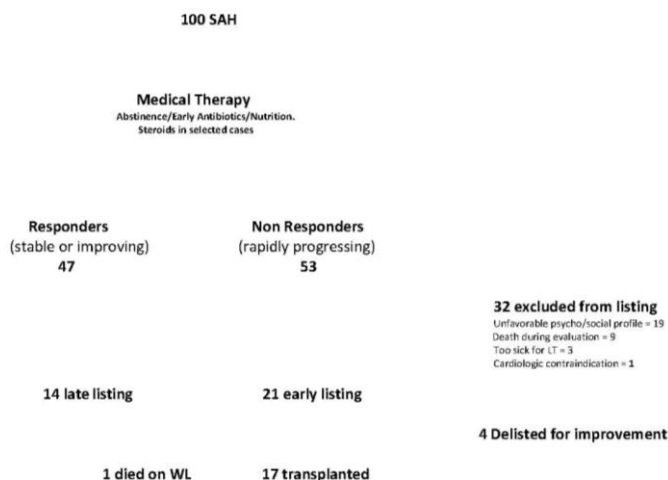 100 SAH
Medical Therapy
Abstinence/Early Antibiotics/Nutrition.
Steroids in selected cases
Responders
(stable or improving)
47
Non Responders
(rapidly progressing)
53
32 excluded from listing
Unfavorable psycho/social profile = 19
Death during evaluation = 9
Too sick for LT = 3
Cardiologic contraindication = 1
14 late listing
21 early listing
4 Delisted for improvement
1 died on WL
17 transplanted